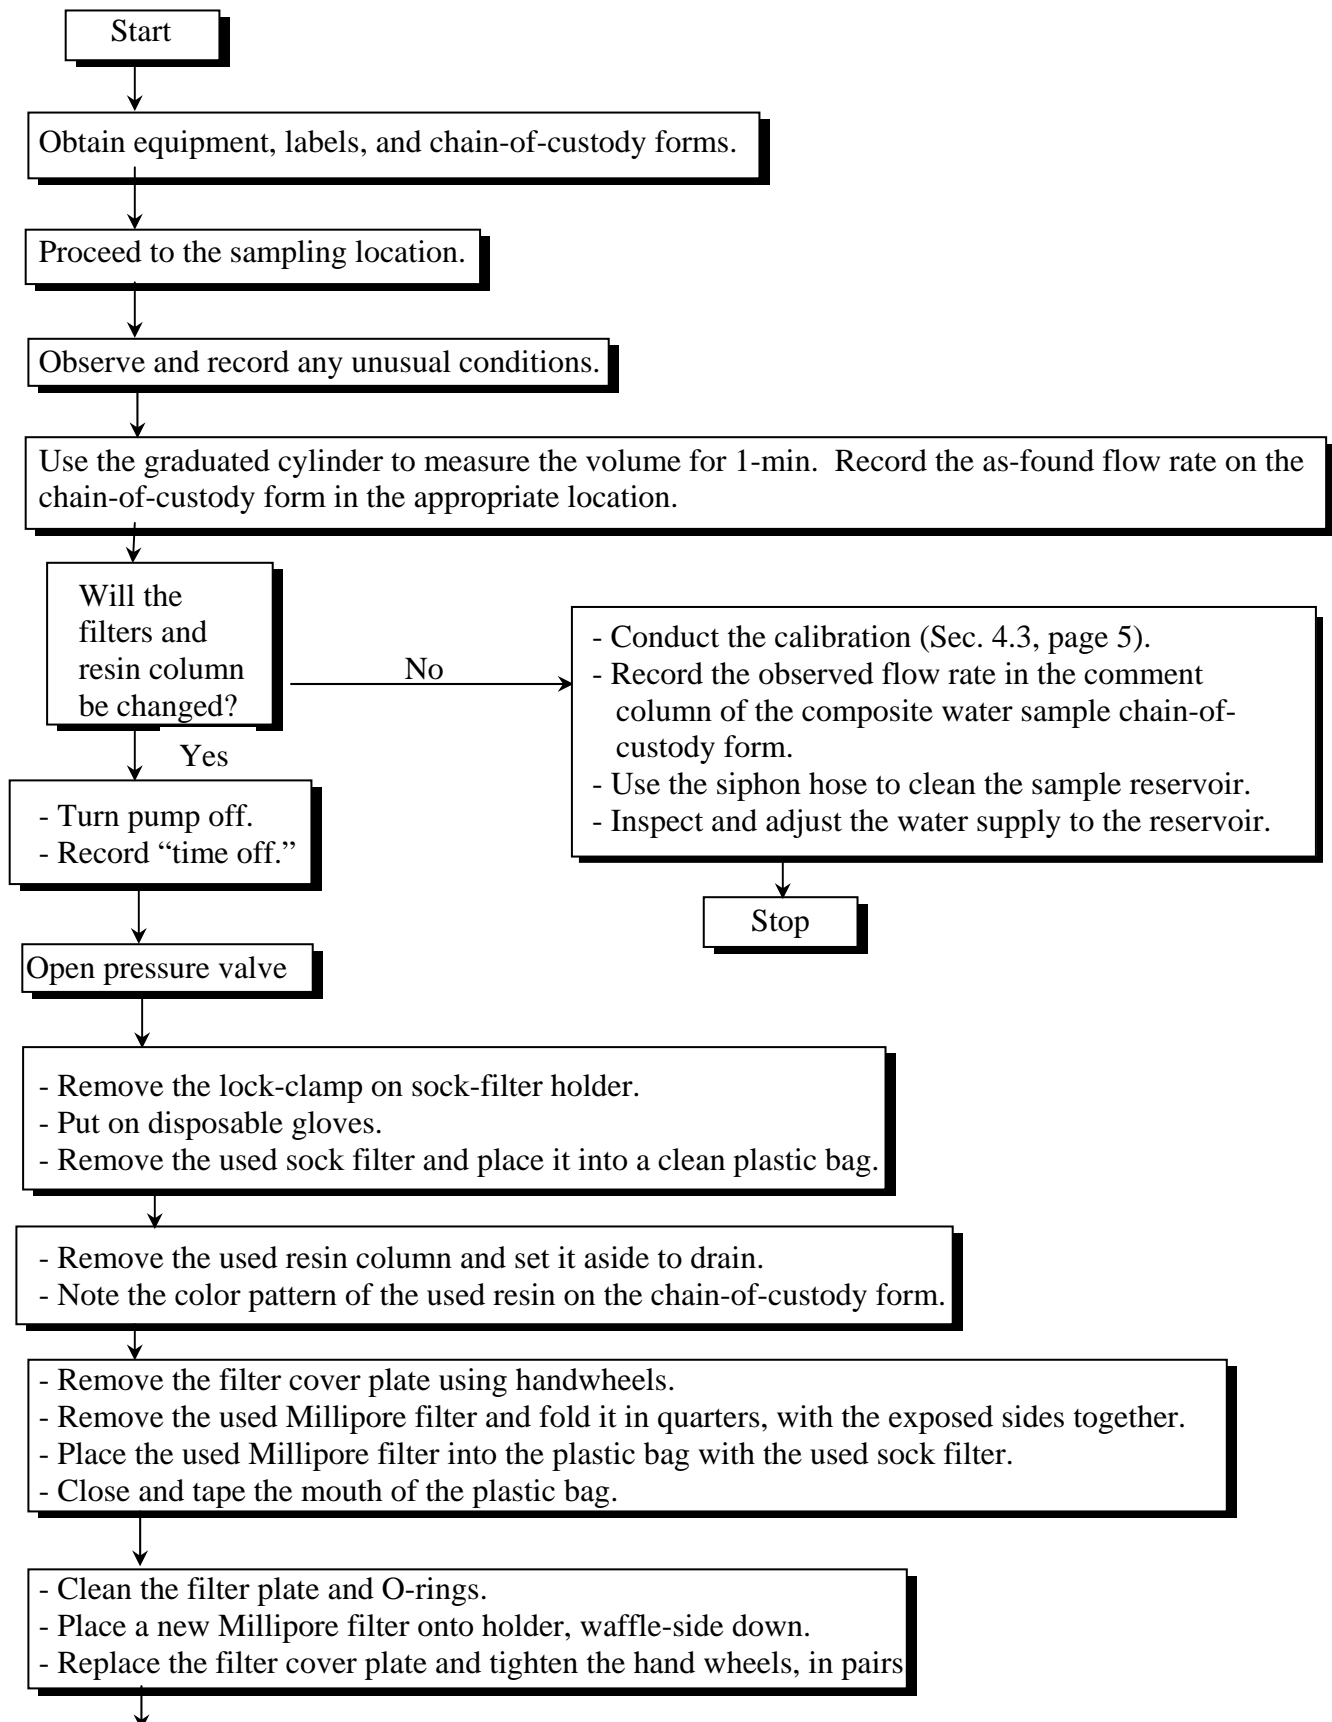 Start
Obtain equipment, labels, and chain-of-custody forms.
Proceed to the sampling location.
Observe and record any unusual conditions.
Use the graduated cylinder to measure the volume for 1-min.  Record the as-found flow rate on the
chain-of-custody form in the appropriate location.
Will the
filters and
resin column
be changed?
No
- Conduct the calibration (Sec. 4.3, page 5).
- Record the observed flow rate in the comment
column of the composite water sample chain-of-
custody form.
- Use the siphon hose to clean the sample reservoir.
- Inspect and adjust the water supply to the reservoir.
Stop
Yes
- Turn pump off.
- Record “time off.”
Open pressure valve
- Remove the lock-clamp on sock-filter holder.
- Put on disposable gloves.
- Remove the used sock filter and place it into a clean plastic bag.
- Remove the used resin column and set it aside to drain.
- Note the color pattern of the used resin on the chain-of-custody form.
- Remove the filter cover plate using handwheels.
- Remove the used Millipore filter and fold it in quarters, with the exposed sides together.
- Place the used Millipore filter into the plastic bag with the used sock filter.
- Close and tape the mouth of the plastic bag.
- Clean the filter plate and O-rings.
- Place a new Millipore filter onto holder, waffle-side down.
- Replace the filter cover plate and tighten the hand wheels, in pairs